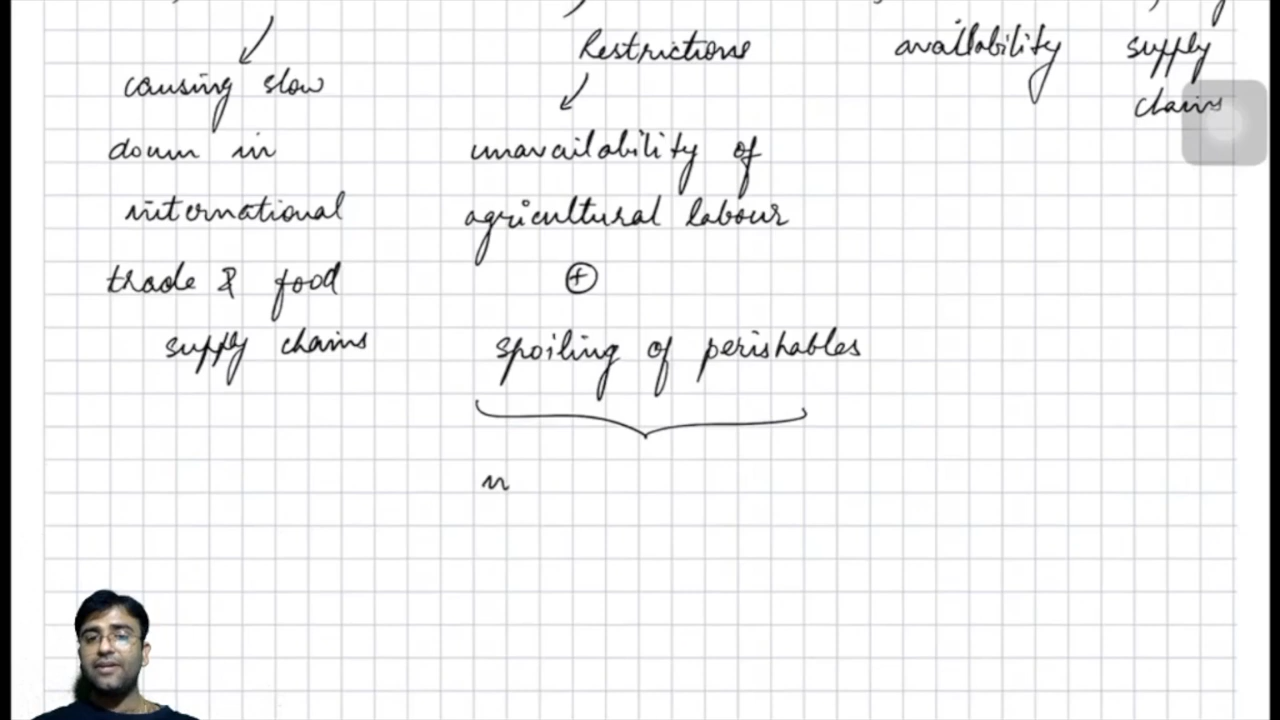 Restrictions
availability
supply
chains
causing slow
down in
international
trade & food
supply chains
unavailability of
agricultural labour
+
spoiling of perishables